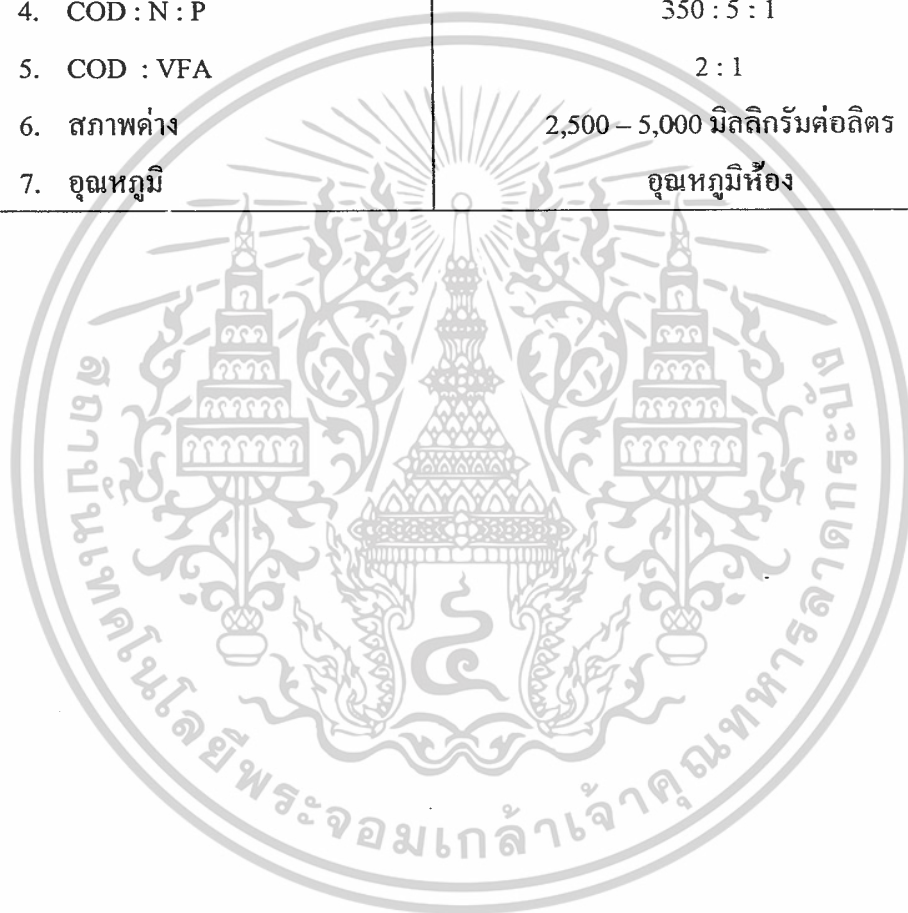 4. COD : N : P 350 : 5 : 1
5. COD : VFA 2 : 1
6. สภาพด่าง 2,500 – 5,000 มิลลิกรัมต่อลิตร
7. อุณหภูมิ อุณหภูมิห้อง
สถาบันเทคโนโลยีพระจอมเกล้าเจ้าคุณทหารลาดกระบัง